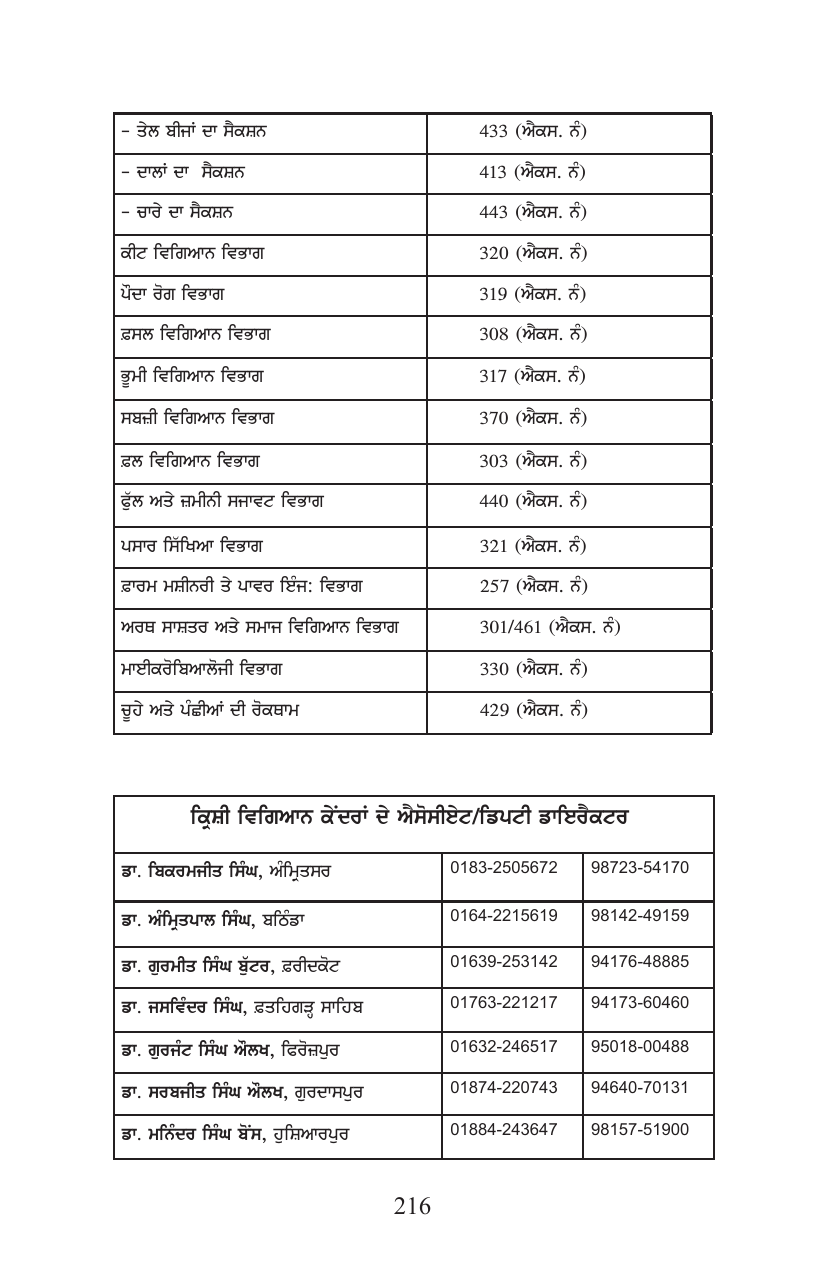 – ਤੇਲ ਬੀਜਾਂ ਦਾ ਸੈਕਸ਼ਨ 433 (ਐਕਸ. ਨੰ)
– ਦਾਲਾਂ ਦਾ ਸੈਕਸ਼ਨ 413 (ਐਕਸ. ਨੰ)
– ਚਾਰੇ ਦਾ ਸੈਕਸ਼ਨ 443 (ਐਕਸ. ਨੰ)
ਕੀਟ ਵਿਗਿਆਨ ਵਿਭਾਗ 320 (ਐਕਸ. ਨੰ)
ਪੌਦਾ ਰੋਗ ਵਿਭਾਗ 319 (ਐਕਸ. ਨੰ)
ਫ਼ਸਲ ਵਿਗਿਆਨ ਵਿਭਾਗ 308 (ਐਕਸ. ਨੰ)
ਭੂਮੀ ਵਿਗਿਆਨ ਵਿਭਾਗ 317 (ਐਕਸ. ਨੰ)
ਸਬਜ਼ੀ ਵਿਗਿਆਨ ਵਿਭਾਗ 370 (ਐਕਸ. ਨੰ)
ਫ਼ਲ ਵਿਗਿਆਨ ਵਿਭਾਗ 303 (ਐਕਸ. ਨੰ)
ਫੁੱਲ ਅਤੇ ਜ਼ਮੀਨੀ ਸਜਾਵਟ ਵਿਭਾਗ 440 (ਐਕਸ. ਨੰ)
ਪਸਾਰ ਸਿੱਖਿਆ ਵਿਭਾਗ 321 (ਐਕਸ. ਨੰ)
ਫ਼ਾਰਮ ਮਸ਼ੀਨਰੀ ਤੇ ਪਾਵਰ ਇੰਜ: ਵਿਭਾਗ 257 (ਐਕਸ. ਨੰ)
ਅਰਥ ਸਾਸ਼ਤਰ ਅਤੇ ਸਮਾਜ ਵਿਗਿਆਨ ਵਿਭਾਗ 301/461 (ਐਕਸ. ਨੰ)
ਮਾਈਕਰੋਬਿਆਲੋਜੀ ਵਿਭਾਗ 330 (ਐਕਸ. ਨੰ)
ਚੂਹੇ ਅਤੇ ਪੰਛੀਆਂ ਦੀ ਰੋਕਥਾਮ 429 (ਐਕਸ. ਨੰ)
ਕ੍ਰਿਸ਼ੀ ਵਿਗਿਆਨ ਕੇਂਦਰਾਂ ਦੇ ਐਸੋਸੀਏਟ/ਡਿਪਟੀ ਡਾਇਰੈਕਟਰ
ਡਾ. ਬਿਕਰਮਜੀਤ ਸਿੰਘ, ਅੰਮ੍ਰਿਤਸਰ 0183-2505672 98723-54170
ਡਾ. ਅੰਮ੍ਰਿਤਪਾਲ ਸਿੰਘ, ਬਠਿੰਡਾ 0164-2215619 98142-49159
ਡਾ. ਗੁਰਮੀਤ ਸਿੰਘ ਬੁੱਟਰ, ਫ਼ਰੀਦਕੋਟ 01639-253142 94176-48885
ਡਾ. ਜਸਵਿੰਦਰ ਸਿੰਘ, ਫ਼ਤਹਿਗੜ੍ਹ ਸਾਹਿਬ 01763-221217 94173-60460
ਡਾ. ਗੁਰਜੰਟ ਸਿੰਘ ਔਲਖ, ਫਿਰੋਜ਼ਪੁਰ 01632-246517 95018-00488
ਡਾ. ਸਰਬਜੀਤ ਸਿੰਘ ਔਲਖ, ਗੁਰਦਾਸਪੁਰ 01874-220743 94640-70131
ਡਾ. ਮਨਿੰਦਰ ਸਿੰਘ ਬੋਂਸ, ਹੁਸ਼ਿਆਰਪੁਰ 01884-243647 98157-51900
216